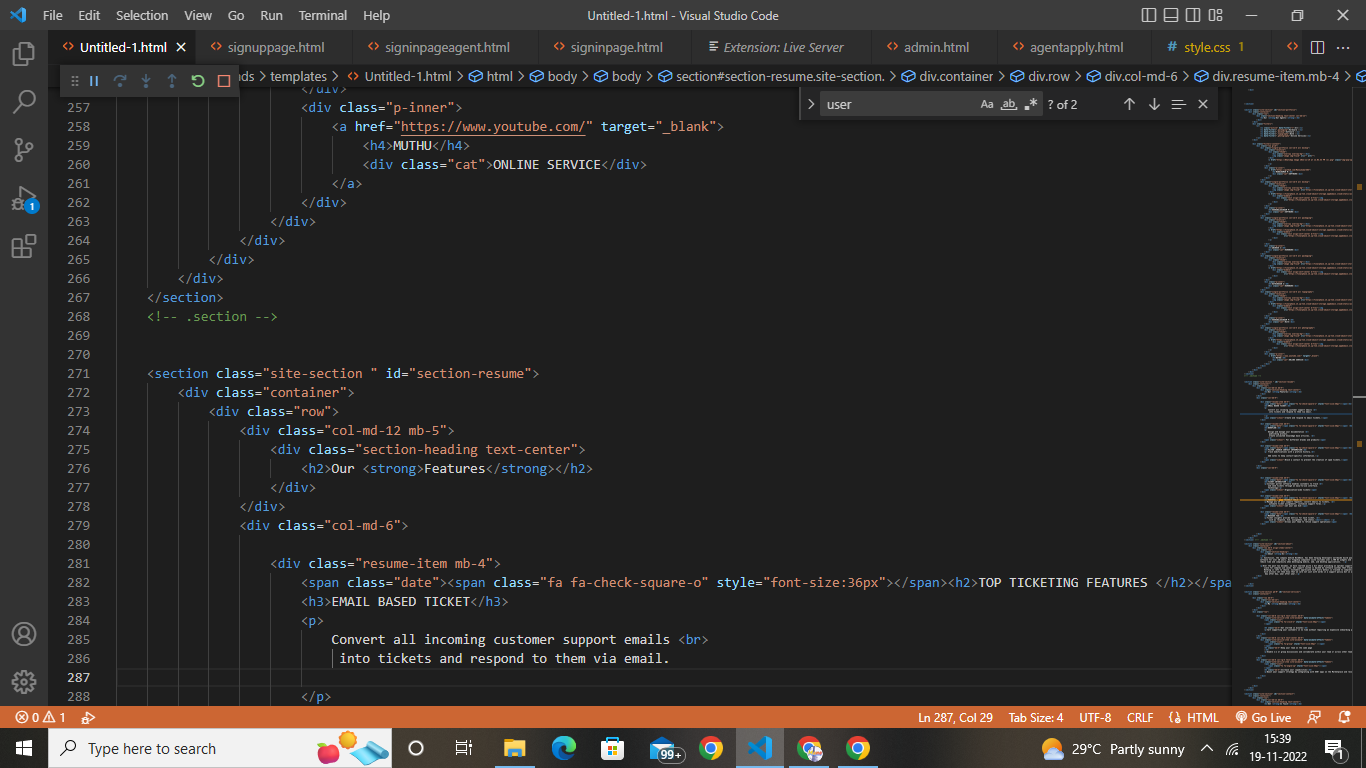 File Edit Selection View Go Run Terminal Help
Untitled-1.html - Visual Studio Code
Untitled-1.html signuppage.html signinpageagent.html signinpage.html Extension: Live Server admin.html agentapply.html # style.css 1
nds > templates > Untitled-1.html > html > body > body > section#section-resume.site-section. > div.container > div.row > div.col-md-6 > div.resume-item.mb-4 >
user Aa ab .* ? of 2
</div>
257 <div class="p-inner">
258 <a href="https://www.youtube.com/" target="_blank">
259 <h4>MUTHU</h4>
260 <div class="cat">ONLINE SERVICE</div>
261 </a>
262 </div>
263 </div>
264 </div>
265 </div>
266 </div>
267 </section>
268 <!-- .section -->
269
270
271 <section class="site-section " id="section-resume">
272 <div class="container">
273 <div class="row">
274 <div class="col-md-12 mb-5">
275 <div class="section-heading text-center">
276 <h2>Our <strong>Features</strong></h2>
277 </div>
278 </div>
279 <div class="col-md-6">
280
281 <div class="resume-item mb-4">
282 <span class="date"><span class="fa fa-check-square-o" style="font-size:36px"></span><h2>TOP TICKETING FEATURES </h2></spa
283 <h3>EMAIL BASED TICKET</h3>
284 <p>
285 Convert all incoming customer support emails <br>
286 into tickets and respond to them via email.
287
288 </p>
1
0 1 Ln 287, Col 29 Tab Size: 4 UTF-8 CRLF HTML Go Live
Type here to search 99+ 29°C Partly sunny 15:39
19-11-2022 1